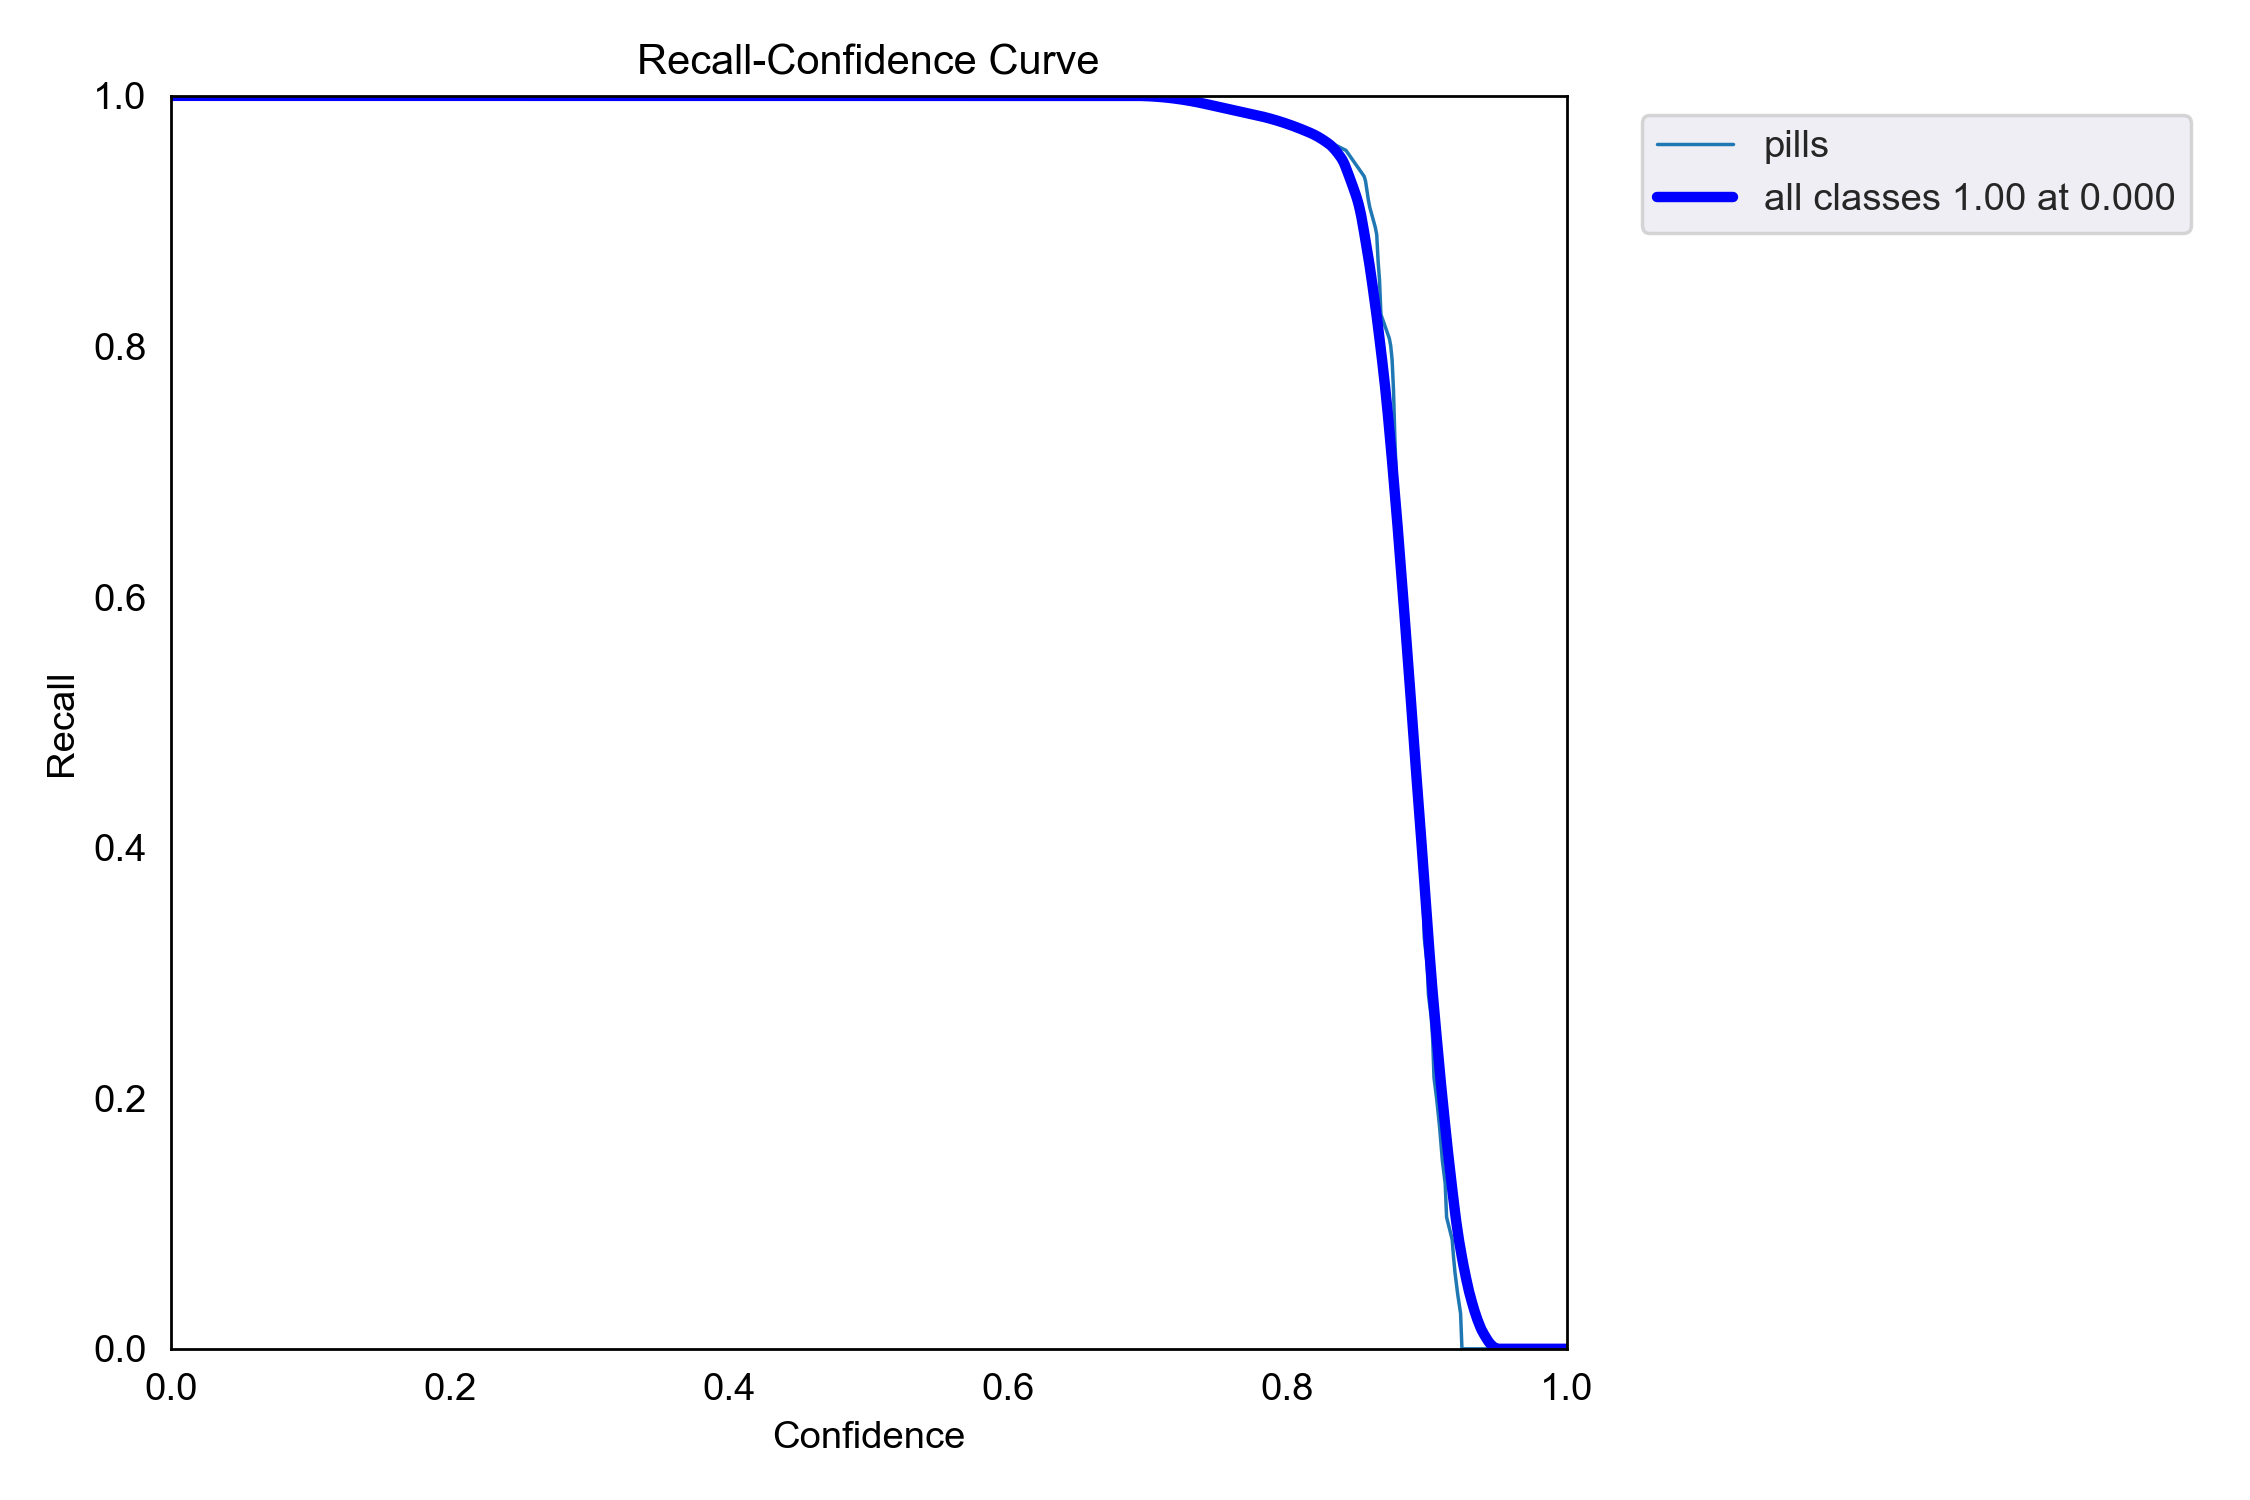 Recall-Confidence Curve
1.0
0.8
0.6
0.4
0.2
0.0
Recall
0.0 0.2 0.4 0.6 0.8 1.0
Confidence
pills
all classes 1.00 at 0.000